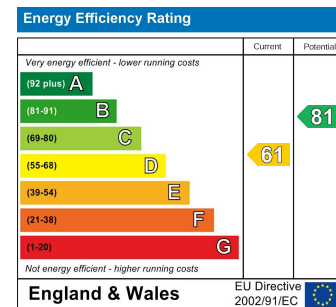 Energy Efficiency Rating
Current
Potential
Very energy efficient - lower running costs
(92 plus) A
(81-91) B
81
(69-80) C
(55-68) D
61
(39-54) E
(21-38) F
(1-20) G
Not energy efficient - higher running costs
England & Wales
EU Directive
2002/91/EC